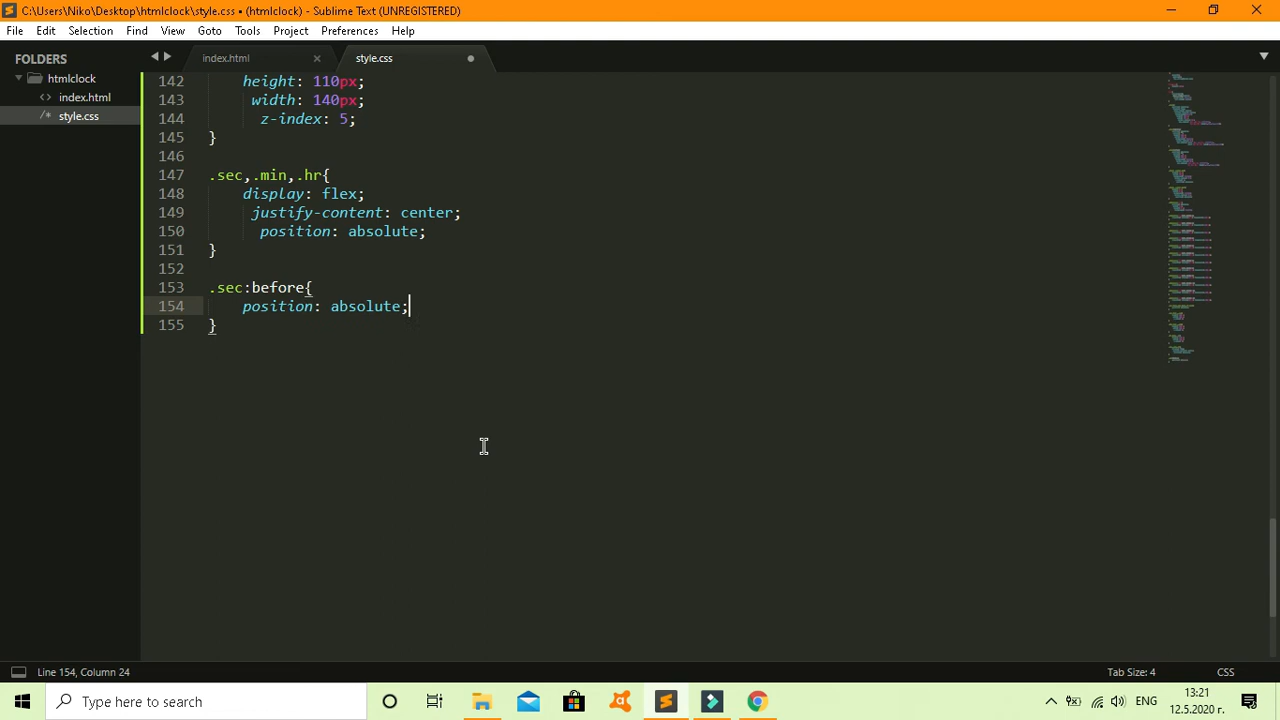 C:\Users\Niko\Desktop\htmlclock\style.css • (htmlclock) - Sublime Text (UNREGISTERED)
File Edit Selection Find View Goto Tools Project Preferences Help
FOLDERS
htmlclock
<> index.html
/* style.css
index.html × style.css
142 height: 110px;
143 width: 140px;
144 z-index: 5;
145 }
146
147 .sec,.min,.hr{
148 display: flex;
149 justify-content: center;
150 position: absolute;
151 }
152
153 .sec:before{
154 position: absolute;
155 }
Line 154, Column 24
Tab Size: 4 CSS
Type here to search
ENG
13:21
12.5.2020 г.